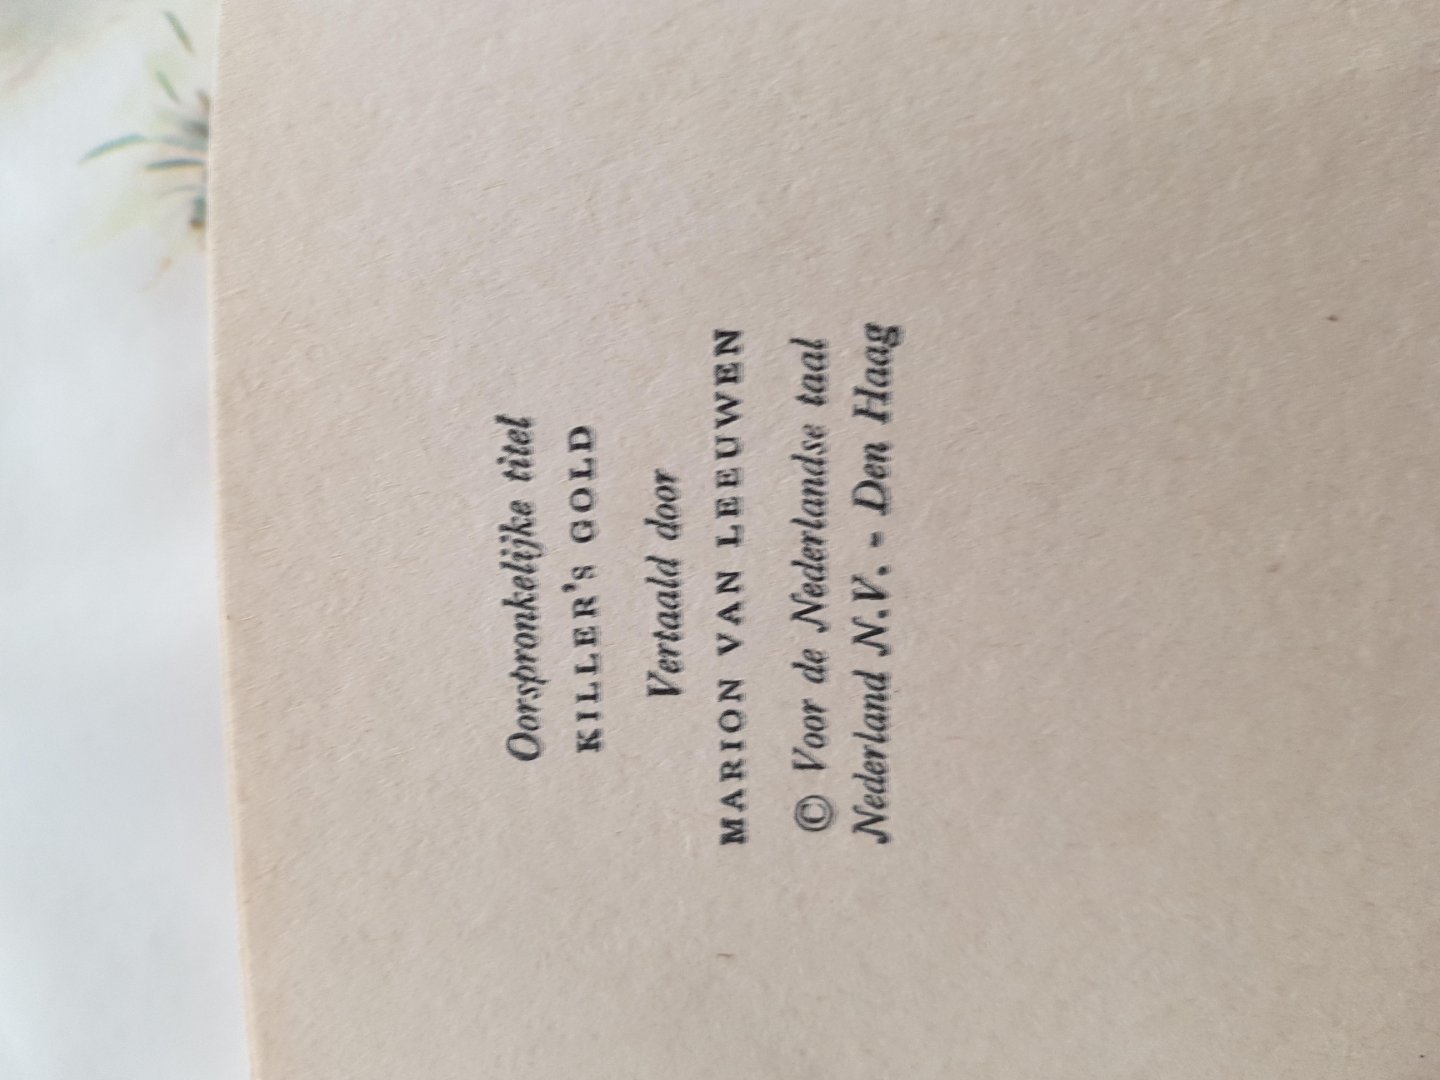 Oorspronkelijke titel
KILLER'S GOLD
Vertaald door
MARION VAN LEEUWEN
© Voor de Nederlandse taal
Nederland N.V. - Den Haag